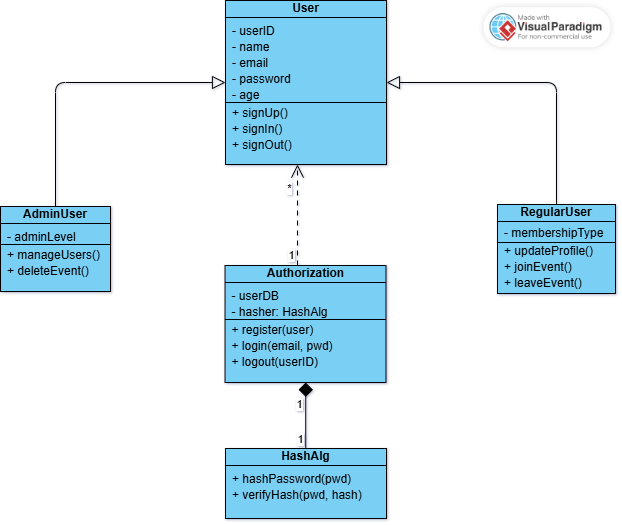 User
- userID
- name
- email
- password
- age
+ signUp()
+ signIn()
+ signOut()
Made with
VisualParadigm
For non-commercial use
AdminUser
- adminLevel
+ manageUsers()
+ deleteEvent()
RegularUser
- membershipType
+ updateProfile()
+ joinEvent()
+ leaveEvent()
*
1
Authorization
- userDB
- hasher: HashAlg
+ register(user)
+ login(email, pwd)
+ logout(userID)
1
1
HashAlg
+ hashPassword(pwd)
+ verifyHash(pwd, hash)